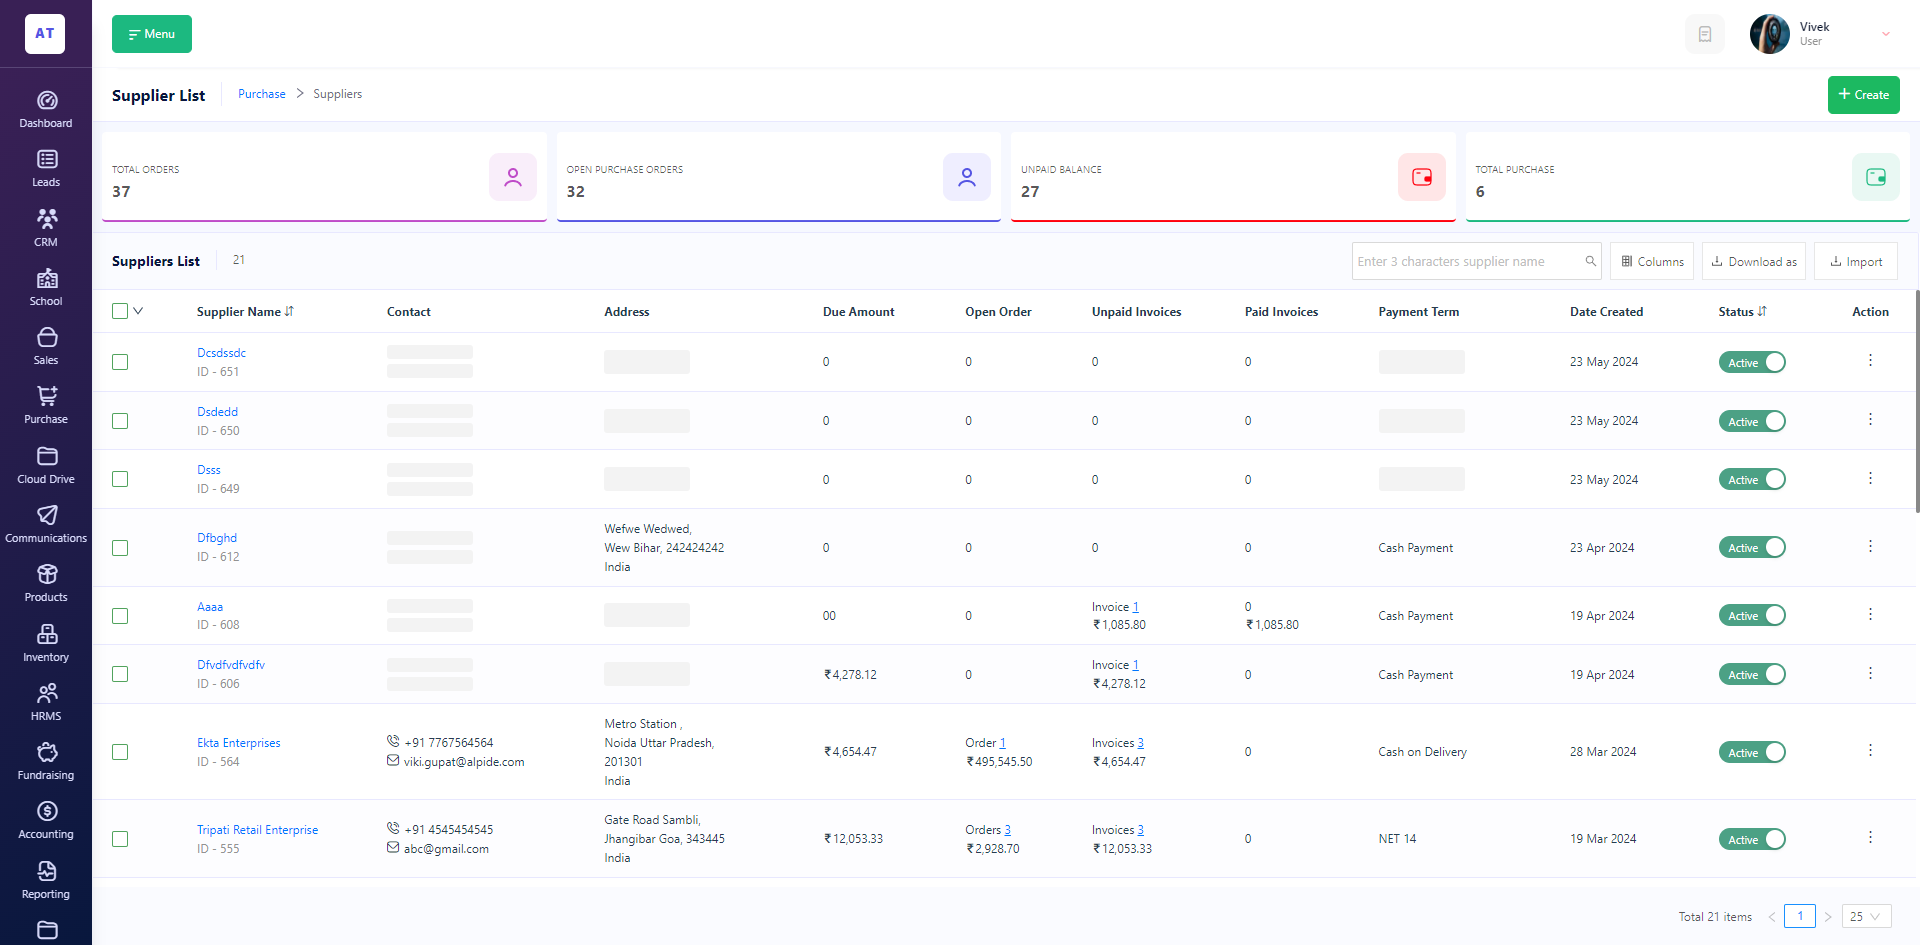 AT
Menu
Vivek
User
Dashboard
Leads
CRM
School
Sales
Purchase
Cloud Drive
Communications
Products
Inventory
HRMS
Fundraising
Accounting
Reporting
Supplier List
Purchase > Suppliers
+ Create
TOTAL ORDERS
37
OPEN PURCHASE ORDERS
32
UNPAID BALANCE
27
TOTAL PURCHASE
6
Suppliers List 21
Enter 3 characters supplier name
Columns
Download as
Import
Supplier Name Contact Address Due Amount Open Order Unpaid Invoices Paid Invoices Payment Term Date Created Status Action
Dcsdssdc
ID - 651
0 0 0 0 23 May 2024 Active
Dsdedd
ID - 650
0 0 0 0 23 May 2024 Active
Dsss
ID - 649
0 0 0 0 23 May 2024 Active
Dfbghd
ID - 612
Wefwe Wedwed,
Wew Bihar, 242424242
India
0 0 0 0 Cash Payment 23 Apr 2024 Active
Aaaa
ID - 608
00 0
Invoice 1
₹1,085.80
0
₹1,085.80
Cash Payment 19 Apr 2024 Active
Dfvdfvdfvdfv
ID - 606
₹4,278.12 0
Invoice 1
₹4,278.12
0 Cash Payment 19 Apr 2024 Active
Ekta Enterprises
ID - 564
+91 7767564564
viki.gupat@alpide.com
Metro Station ,
Noida Uttar Pradesh,
201301
India
₹4,654.47
Order 1
₹495,545.50
Invoices 3
₹4,654.47
0 Cash on Delivery 28 Mar 2024 Active
Tripati Retail Enterprise
ID - 555
+91 4545454545
abc@gmail.com
Gate Road Sambli,
Jhangibar Goa, 343445
India
₹12,053.33
Orders 3
₹2,928.70
Invoices 3
₹12,053.33
0 NET 14 19 Mar 2024 Active
Total 21 items < 1 > 25